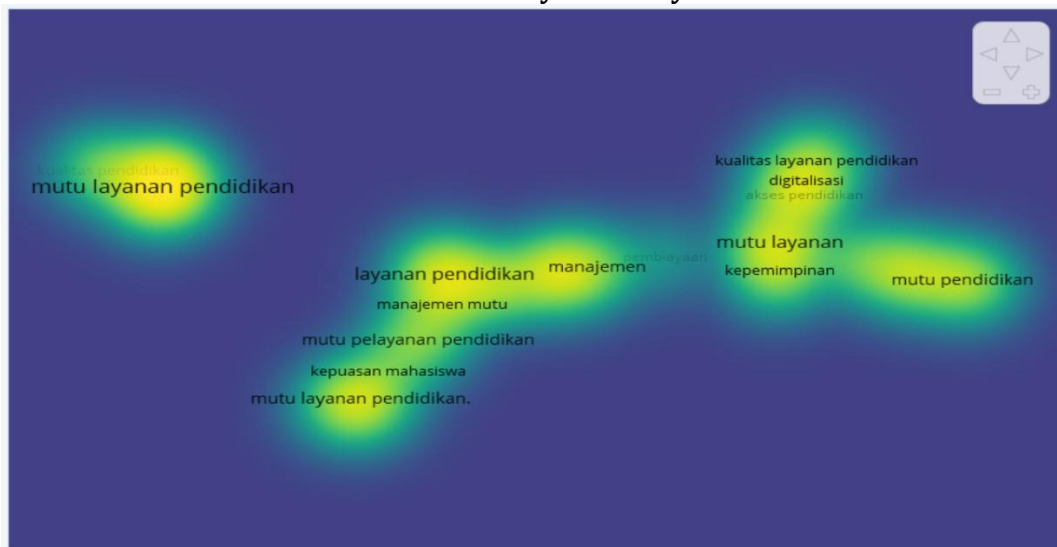 kualitas pendidikan
mutu layanan pendidikan
kualitas layanan pendidikan
digitalisasi
akses pendidikan
mutu layanan
kepemimpinan
mutu pendidikan
layanan pendidikan
manajemen
pembiayaan
manajemen mutu
mutu pelayanan pendidikan
kepuasan mahasiswa
mutu layanan pendidikan.